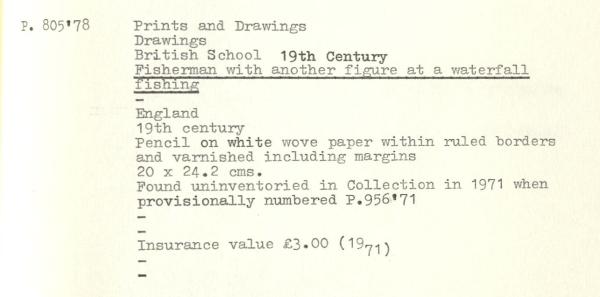 P. 805'78 Prints and Drawings
Drawings
British School 19th Century
Fisherman with another figure at a waterfall
fishing
–
England
19th century
Pencil on white wove paper within ruled borders
and varnished including margins
20 x 24.2 cms.
Found uninventoried in Collection in 1971 when
provisionally numbered P.956'71
–
–
Insurance value £3.00 (1971)
–
–